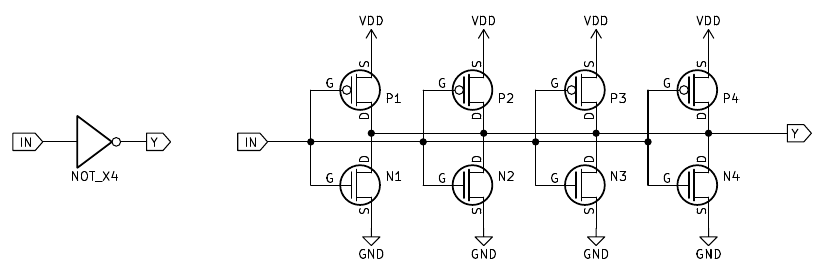 VDD VDD VDD VDD
S S S S
G P1 G P2 G P3 G P4
D D D D
IN Y IN Y
D D D D
NOT_X4 G N1 G N2 G N3 G N4
S S S S
GND GND GND GND